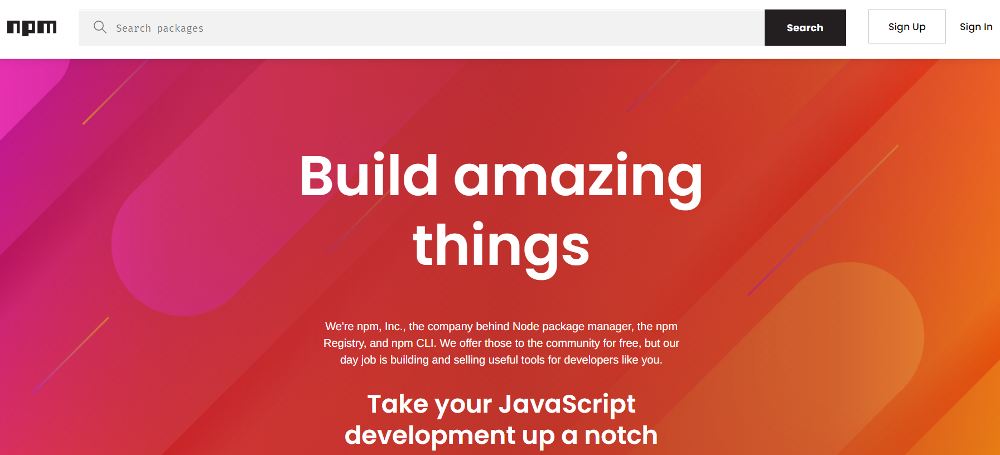 npm
Search packages
Search
Sign Up
Sign In
Build amazing
things
We're npm, Inc., the company behind Node package manager, the npm
Registry, and npm CLI. We offer those to the community for free, but our
day job is building and selling useful tools for developers like you.
Take your JavaScript
development up a notch